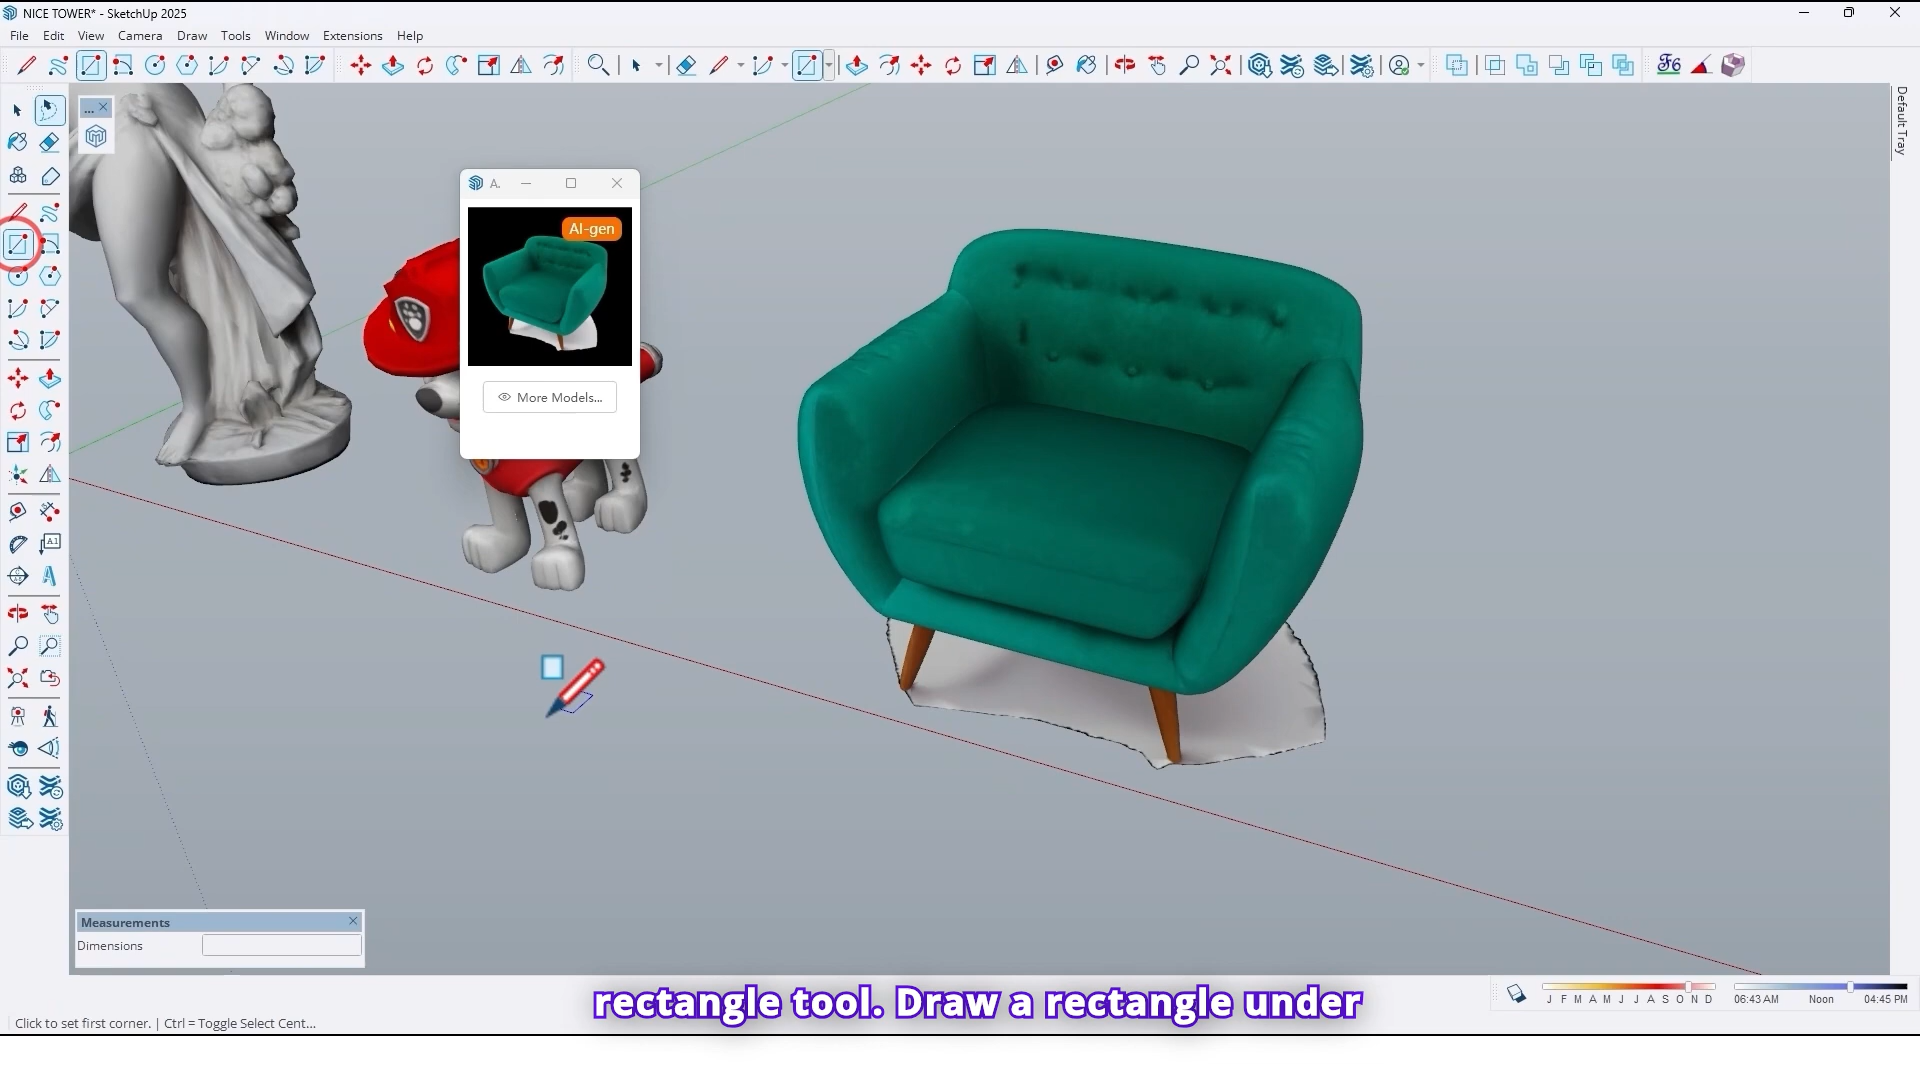 NICE TOWER* - SketchUp 2025
File Edit View Camera Draw Tools Window Extensions Help
Default Tray
A.
AI-gen
More Models...
A1
Measurements
Dimensions
rectangle tool. Draw a rectangle under
J F M A M J J A S O N D
06:43 AM Noon 04:45 PM
Click to set first corner. | Ctrl = Toggle Select Cent...